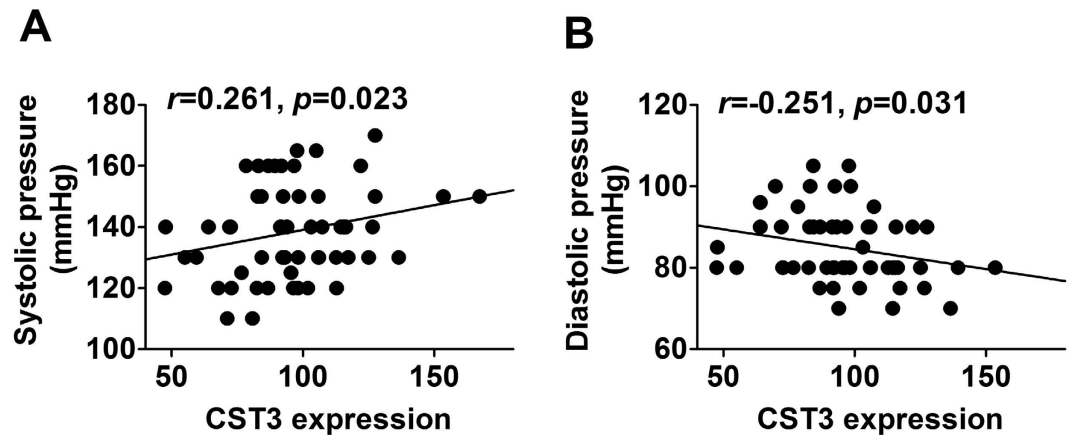 A
Systolic pressure
(mmHg)
r=0.261, p=0.023
180
160
140
120
100
50
100
150
CST3 expression
B
Diastolic pressure
(mmHg)
r=-0.251, p=0.031
120
100
80
60
50
100
150
CST3 expression